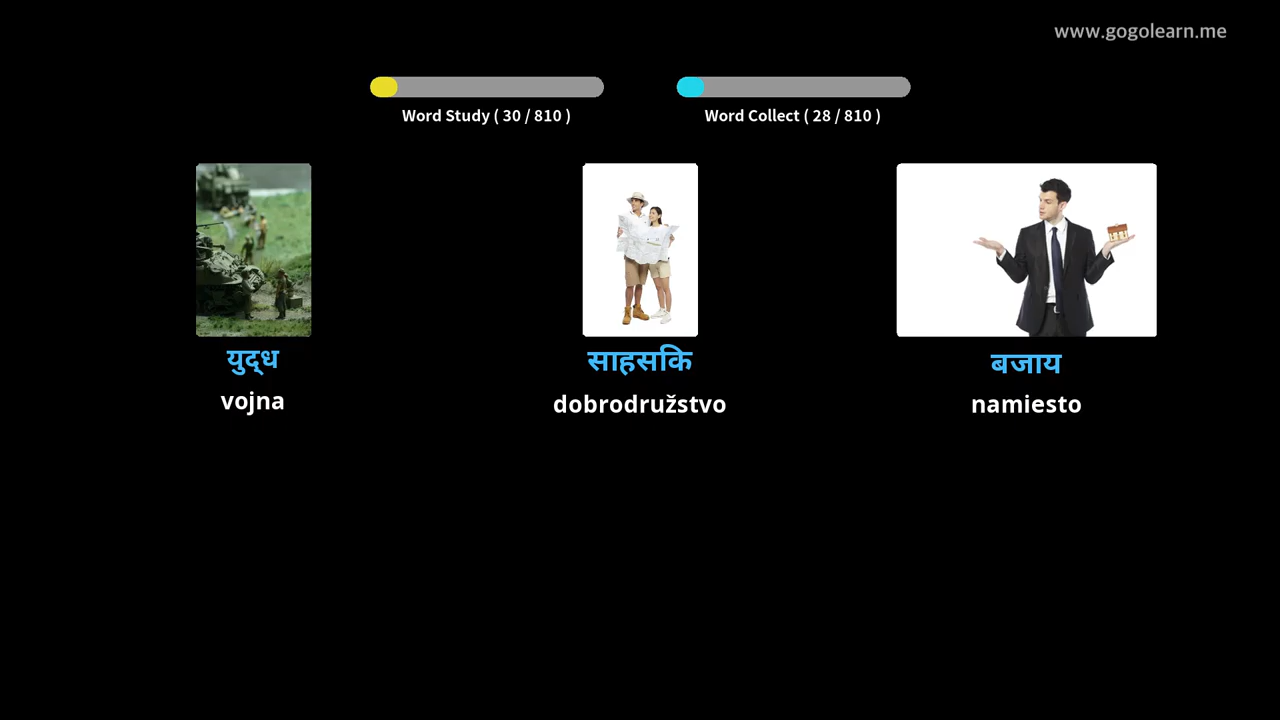 www.gogolearn.me
Word Study ( 30 / 810 )
Word Collect ( 28 / 810 )
युद्ध
साहसकि
बजाय
vojna
dobrodružstvo
namiesto